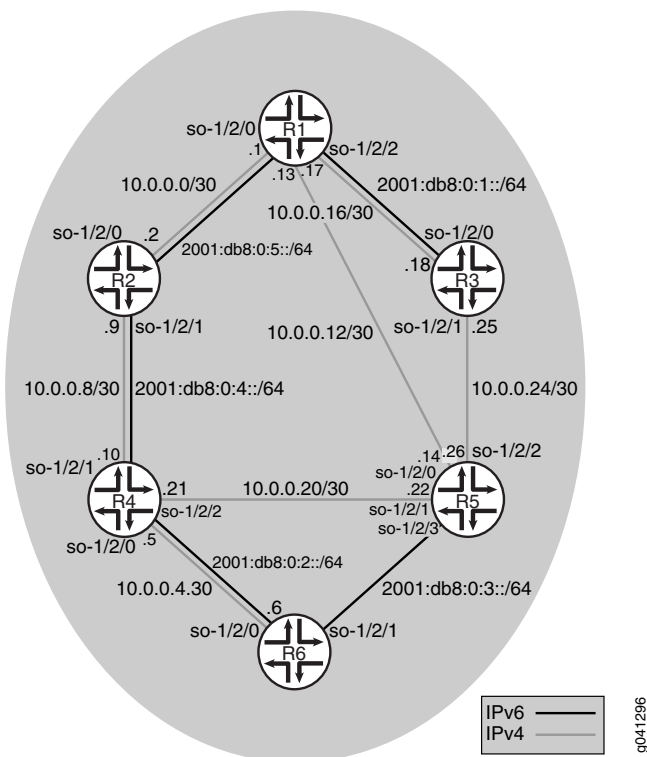 R1
so-1/2/0
.1
so-1/2/2
.13
.17
10.0.0.0/30
2001:db8:0:1::/64
10.0.0.16/30
so-1/2/0
.2
2001:db8:0:5::/64
so-1/2/0
.18
R2
R3
.9
so-1/2/1
so-1/2/1
.25
10.0.0.12/30
10.0.0.8/30
2001:db8:0:4::/64
10.0.0.24/30
.10
so-1/2/1
.14
.26
so-1/2/2
so-1/2/0
R4
.21
10.0.0.20/30
.22
R5
so-1/2/2
so-1/2/1
so-1/2/3
so-1/2/0
.5
2001:db8:0:2::/64
10.0.0.4.30
2001:db8:0:3::/64
.6
so-1/2/0
so-1/2/1
R6
IPv6
IPv4
g041296